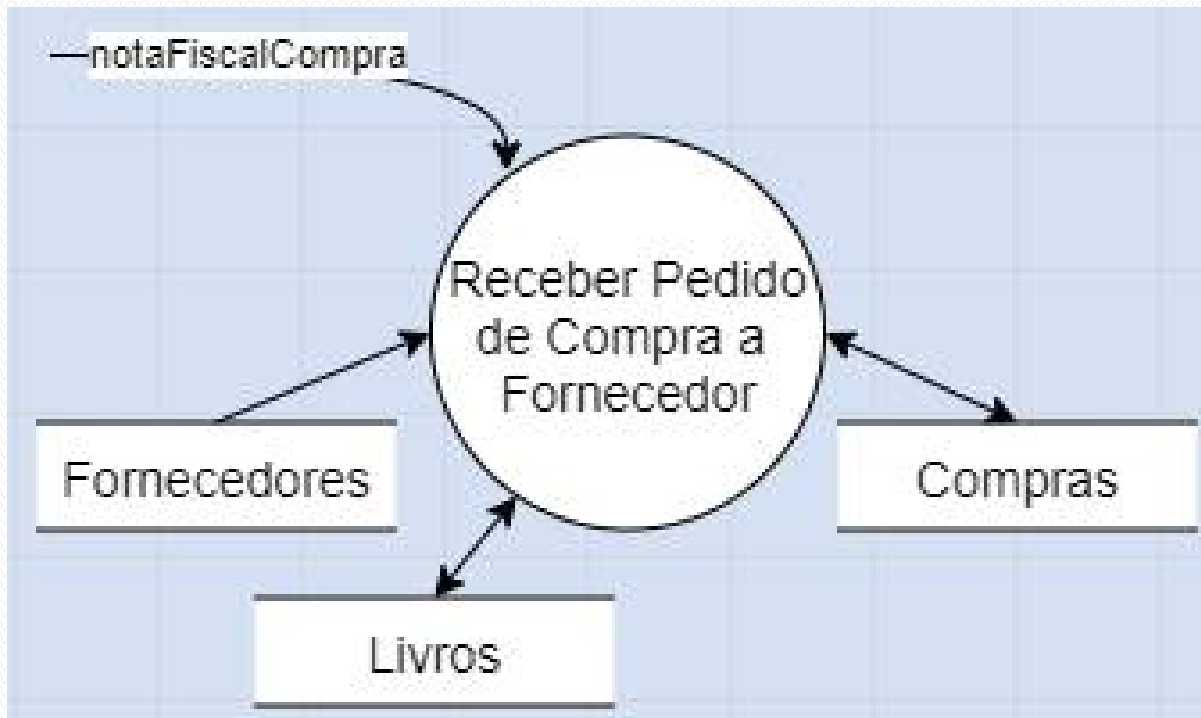 notaFiscalCompra
Receber Pedido
de Compra a
Fornecedor
Fornecedores
Compras
Livros